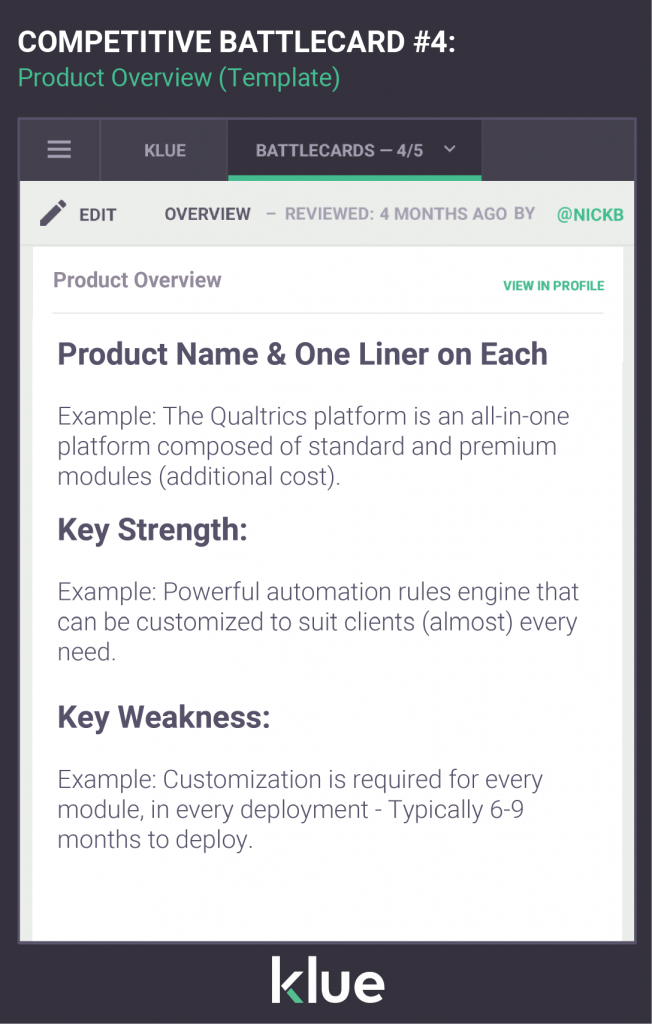 COMPETITIVE BATTLECARD #4:
Product Overview (Template)
KLUE
BATTLECARDS – 4/5
EDIT
OVERVIEW – REVIEWED: 4 MONTHS AGO BY @NICKB
Product Overview
VIEW IN PROFILE
Product Name & One Liner on Each
Example: The Qualtrics platform is an all-in-one
platform composed of standard and premium
modules (additional cost).
Key Strength:
Example: Powerful automation rules engine that
can be customized to suit clients (almost) every
need.
Key Weakness:
Example: Customization is required for every
module, in every deployment - Typically 6-9
months to deploy.
klue